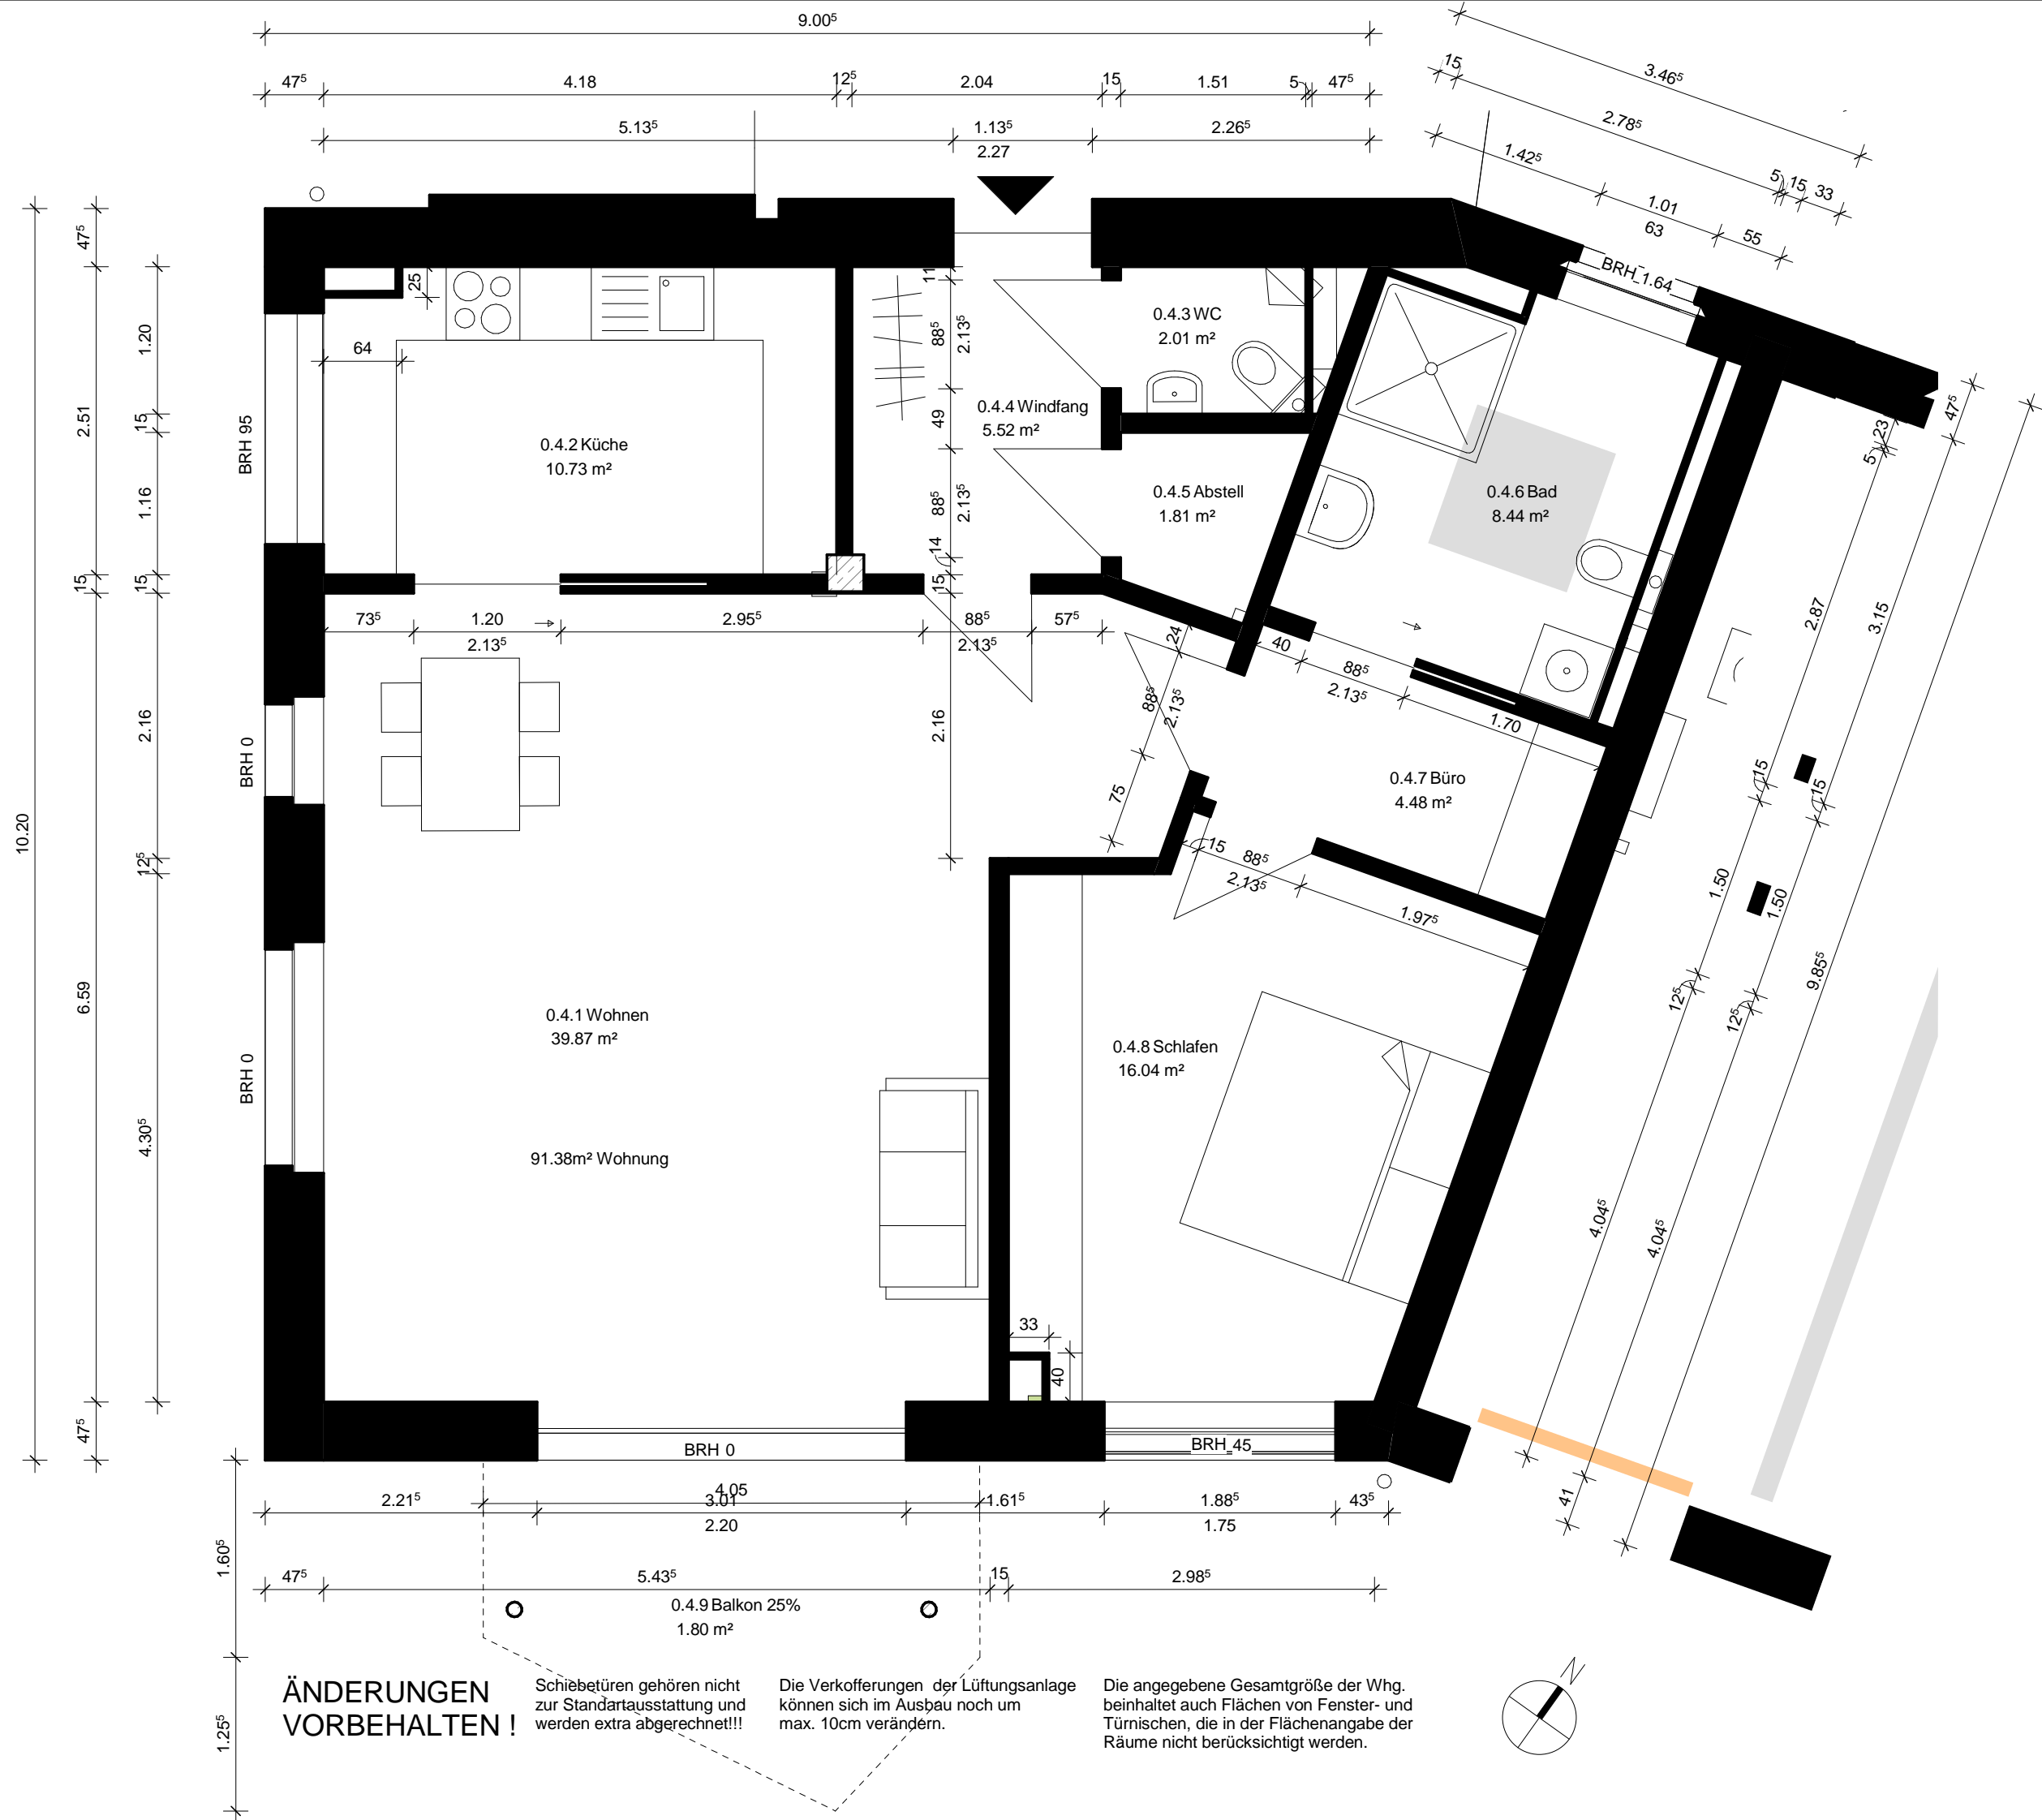 9.00⁵
3.46⁵
15
47⁵ 4.18 12⁵ 2.04 15 1.51 5 47⁵
2.78⁵
5.13⁵ 1.13⁵ 2.26⁵
2.27
1.42⁵
5 15 33
1.01
63
55
BRH 1.64
47⁵
25
11
1.20
64
88⁵
2.13⁵
0.4.3 WC
2.01 m²
0.4.4 Windfang
5.52 m²
2.51
15
49
BRH 95
0.4.2 Küche
10.73 m²
47⁵
23
5
1.16
88⁵
2.13⁵
0.4.5 Abstell
1.81 m²
0.4.6 Bad
8.44 m²
14
15
15
15
73⁵ 1.20 2.95⁵ 88⁵ 57⁵
2.13⁵ 2.13⁵
24
40
88⁵
2.13⁵
1.70
2.87
3.15
88⁵
2.13⁵
75
2.16
2.16
BRH 0
0.4.7 Büro
4.48 m²
15
15
10.20
12⁵
15
88⁵
2.13⁵
1.97⁵
1.50
1.50
9.85⁵
6.59
12⁵
12⁵
0.4.1 Wohnen
39.87 m²
0.4.8 Schlafen
16.04 m²
BRH 0
4.30⁵
91.38m² Wohnung
4.04⁵
4.04⁵
33
40
47⁵
BRH 0
BRH 45
41
4.05
2.21⁵ 3.01 1.61⁵ 1.88⁵ 43⁵
2.20 1.75
1.60⁵
47⁵ 5.43⁵ 15 2.98⁵
0.4.9 Balkon 25%
1.80 m²
1.25⁵
ÄNDERUNGEN
VORBEHALTEN !
Schiebetüren gehören nicht
zur Standartausstattung und
werden extra abgerechnet!!!
Die Verkofferungen der Lüftungsanlage
können sich im Ausbau noch um
max. 10cm verändern.
Die angegebene Gesamtgröße der Whg.
beinhaltet auch Flächen von Fenster- und
Türnischen, die in der Flächenangabe der
Räume nicht berücksichtigt werden.
N